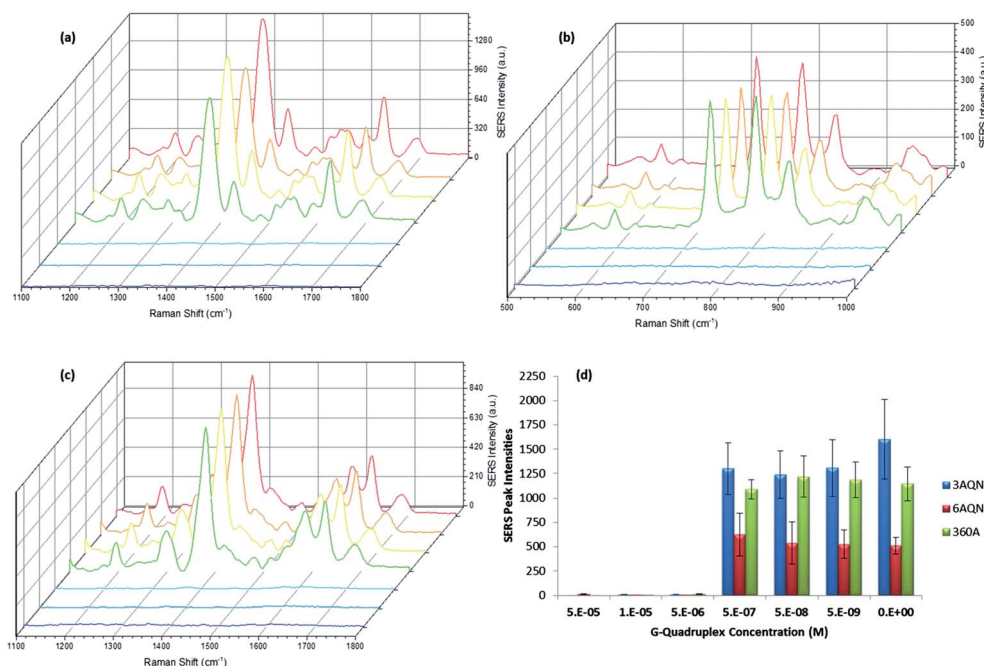 (a)
1280
960
640
320
0
SERS Intensity (a.u.)
1100 1200 1300 1400 1500 1600 1700 1800
Raman Shift (cm⁻¹)
(b)
500
400
300
200
100
0
SERS Intensity (a.u.)
500 600 700 800 900 1000
Raman Shift (cm⁻¹)
(c)
840
630
420
210
0
SERS Intensity (a.u.)
1100 1200 1300 1400 1500 1600 1700 1800
Raman Shift (cm⁻¹)
(d)
SERS Peak Intensities
2250
2000
1750
1500
1250
1000
750
500
250
0
5.E-05 1.E-05 5.E-06 5.E-07 5.E-08 5.E-09 0.E+00
G-Quadruplex Concentration (M)
3AQN
6AQN
360A